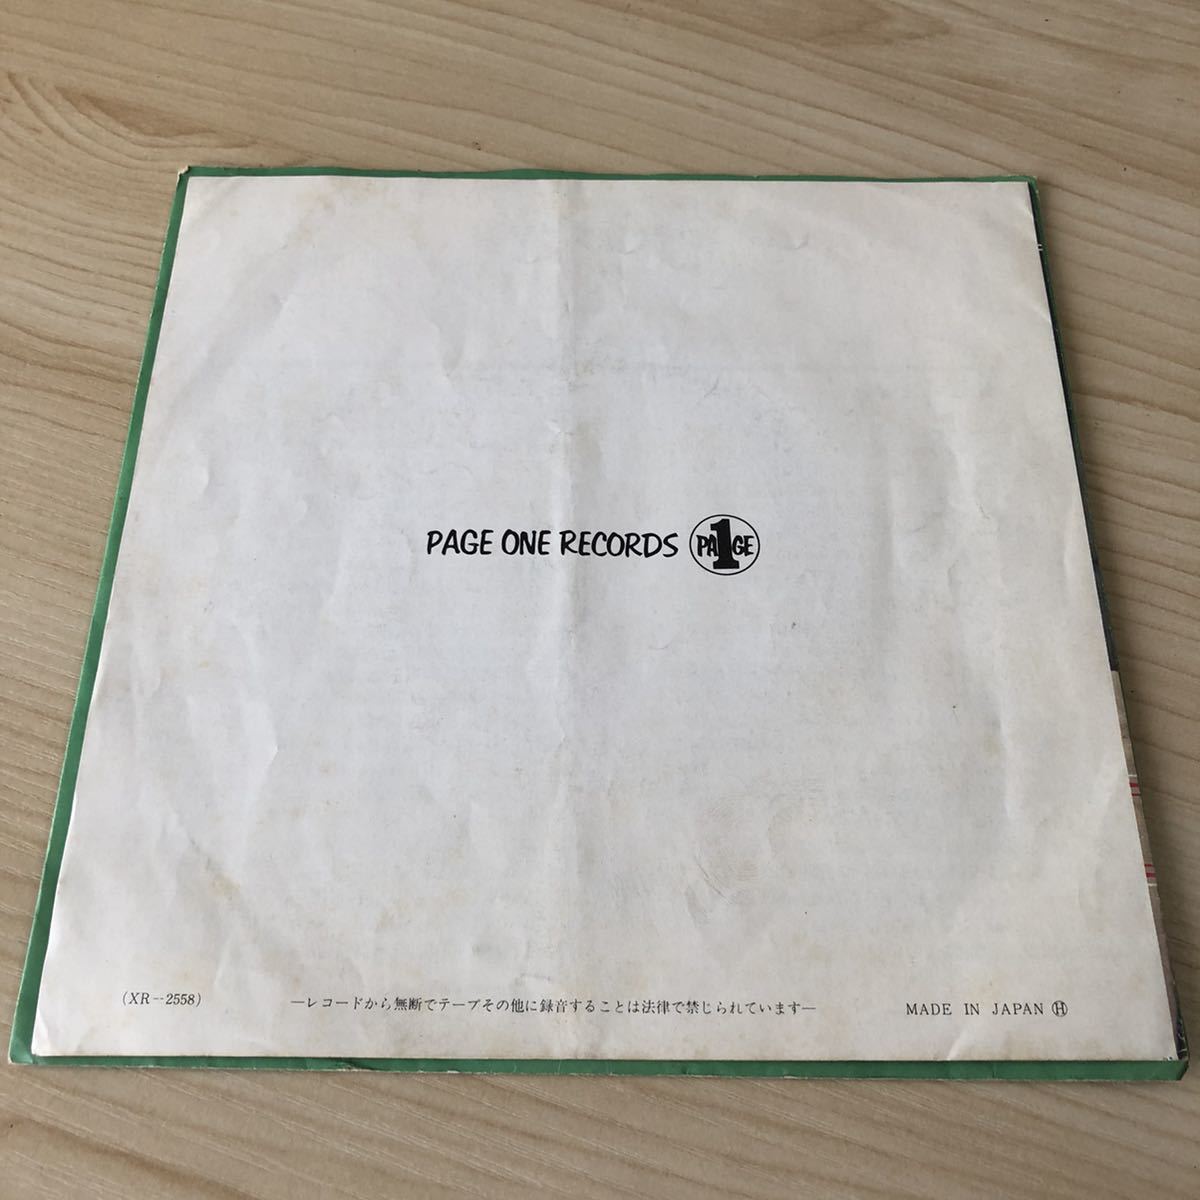 PAGE ONE RECORDS PA1GE
(XR--2558) —レコードから無断でテープその他に録音することは法律で禁じられています— MADE IN JAPAN Ⓗ